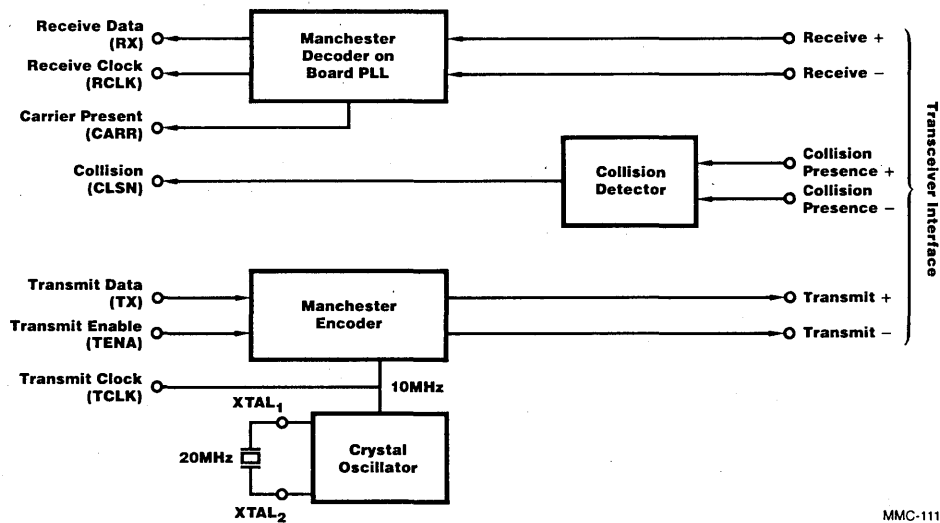 Receive Data
(RX)
Receive Clock
(RCLK)
Carrier Present
(CARR)
Collision
(CLSN)
Manchester
Decoder on
Board PLL
Collision
Detector
Receive +
Receive −
Collision
Presence +
Collision
Presence −
Transceiver Interface
Transmit Data
(TX)
Transmit Enable
(TENA)
Transmit Clock
(TCLK)
Manchester
Encoder
Transmit +
Transmit −
10MHz
XTAL₁
20MHz
XTAL₂
Crystal
Oscillator
MMC-111